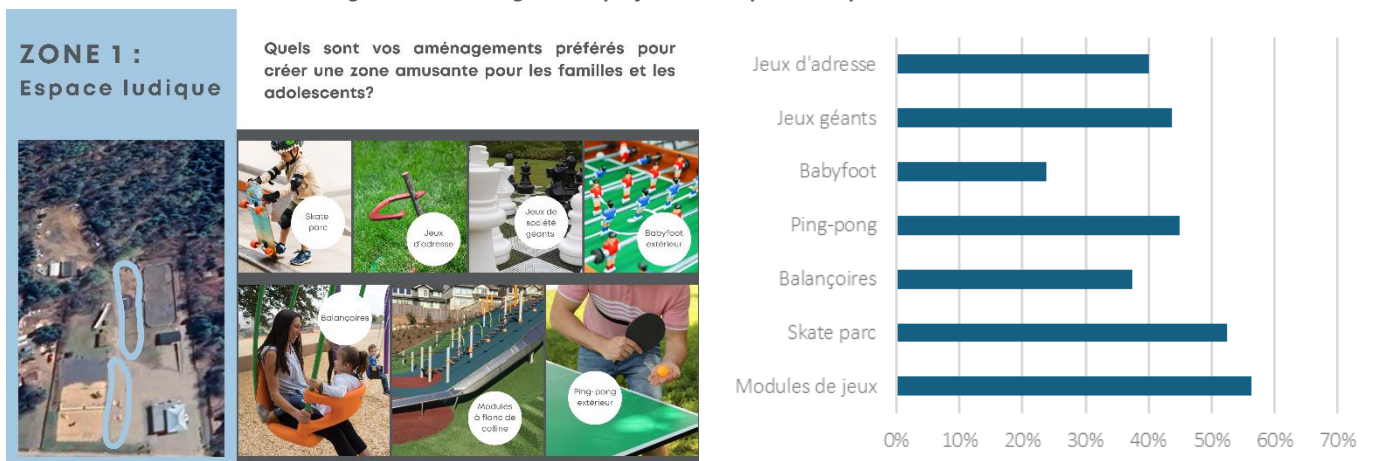 ZONE 1 :
Espace ludique
Quels sont vos aménagements préférés pour
créer une zone amusante pour les familles et les
adolescents?
Skate
parc
Jeux
d'adresse
Jeux de
société
géants
Babyfoot
extérieur
Balançoires
Modules
à flanc de
colline
Ping-pong
extérieur
Jeux d'adresse
Jeux géants
Babyfoot
Ping-pong
Balançoires
Skate parc
Modules de jeux
0% 10% 20% 30% 40% 50% 60% 70%